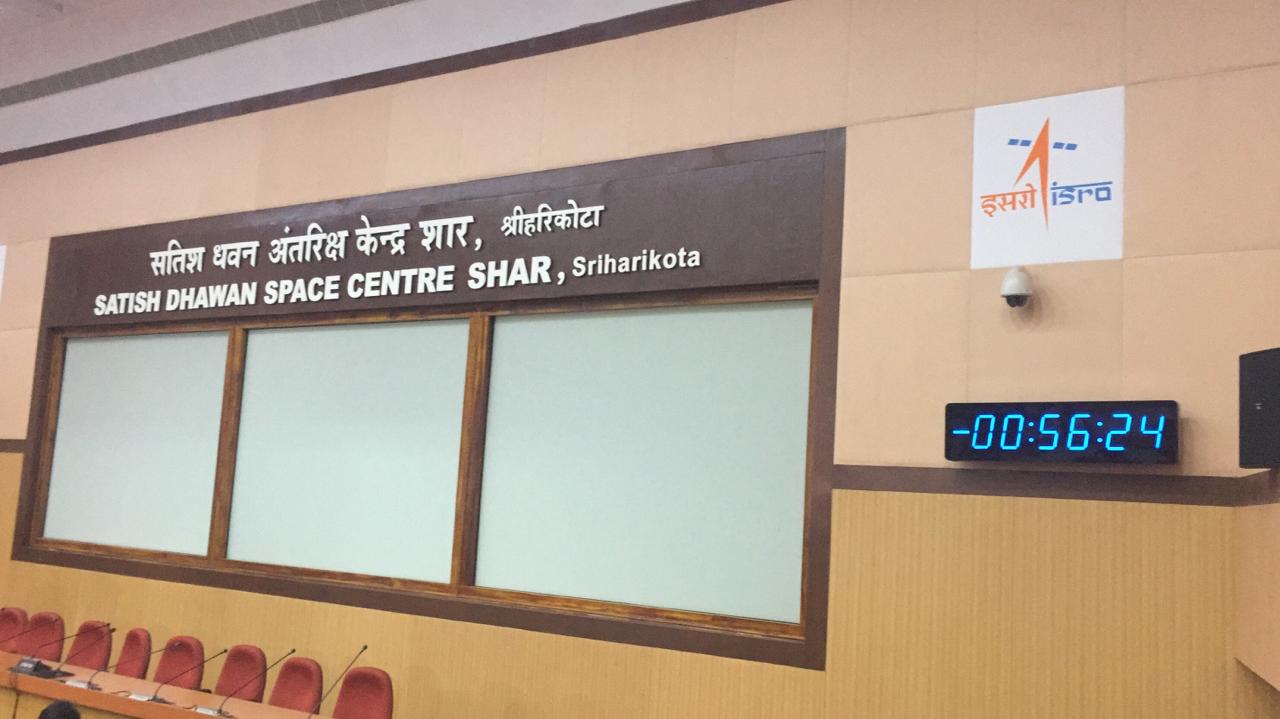 सतिश धवन अंतरिक्ष केन्द्र शार, श्रीहरिकोटा
SATISH DHAWAN SPACE CENTRE SHAR, Sriharikota
इसरो isro
-00:56:24